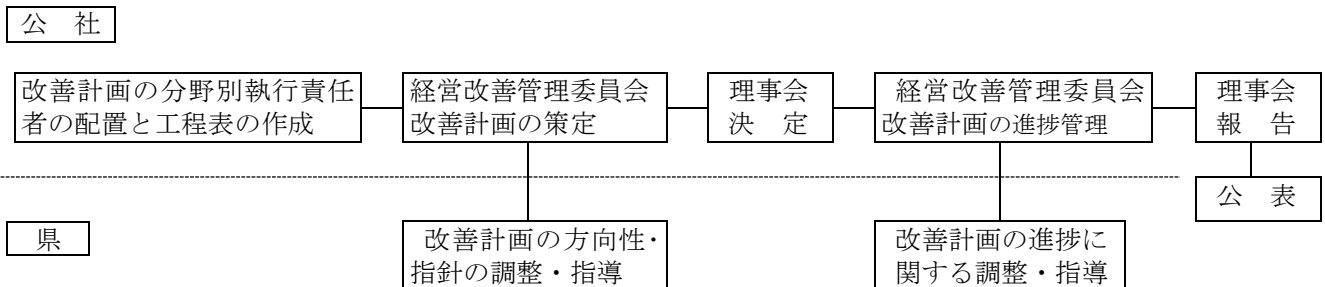 公 社
改善計画の分野別執行責任
者の配置と工程表の作成
経営改善管理委員会
改善計画の策定
理事会
決 定
経営改善管理委員会
改善計画の進捗管理
理事会
報 告
公 表
県
改善計画の方向性・
指針の調整・指導
改善計画の進捗に
関する調整・指導